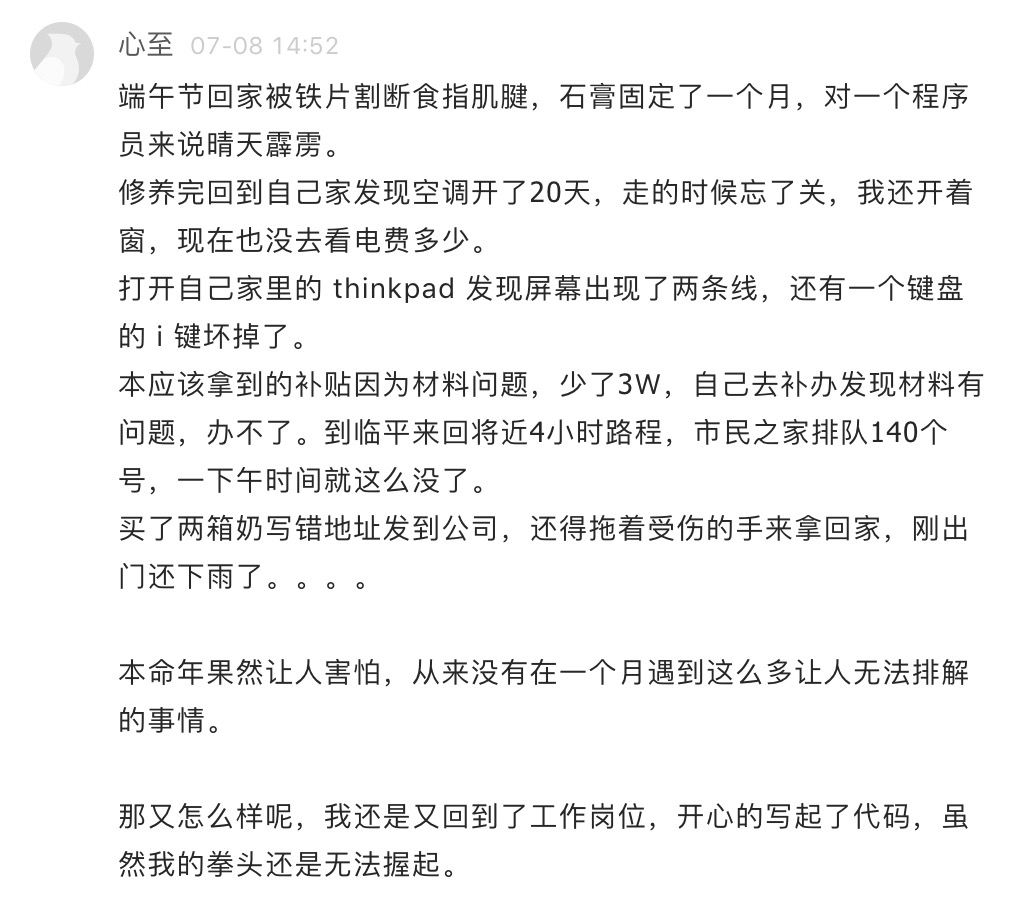 心至 07-08 14:52
端午节回家被铁片割断食指肌腱，石膏固定了一个月，对一个程序
员来说晴天霹雳。
修养完回到自己家发现空调开了20天，走的时候忘了关，我还开着
窗，现在也没去看电费多少。
打开自己家里的 thinkpad 发现屏幕出现了两条线，还有一个键盘
的 i 键坏掉了。
本应该拿到的补贴因为材料问题，少了3W，自己去补办发现材料有
问题，办不了。到临平来回将近4小时路程，市民之家排队140个
号，一下午时间就这么没了。
买了两箱奶写错地址发到公司，还得拖着受伤的手来拿回家，刚出
门还下雨了。。。。
本命年果然让人害怕，从来没有在一个月遇到这么多让人无法排解
的事情。
那又怎么样呢，我还是又回到了工作岗位，开心的写起了代码，虽
然我的拳头还是无法握起。